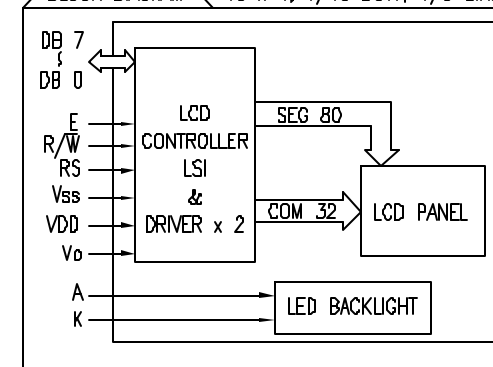 DB 7
DB 0
E
R/W̅
RS
Vss
VDD
Vo
A
K
LCD
CONTROLLER
LSI
&
DRIVER x 2
SEG 80
COM 32
LCD PANEL
LED BACKLIGHT